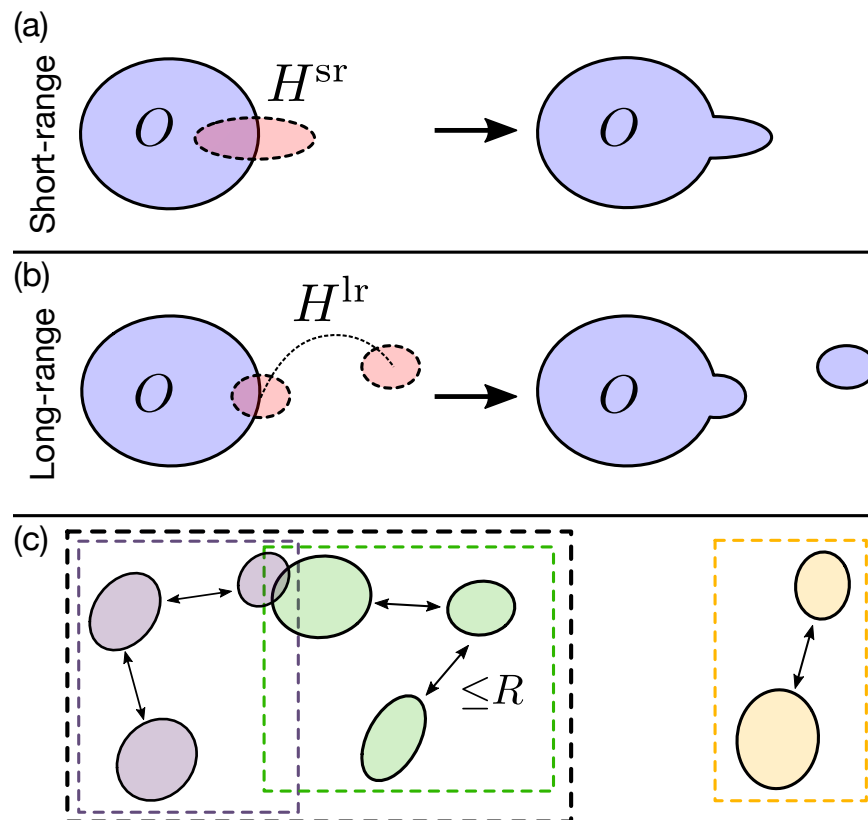 (a)
Short-range
O
H^sr
O
(b)
Long-range
O
H^lr
O
(c)
≤R